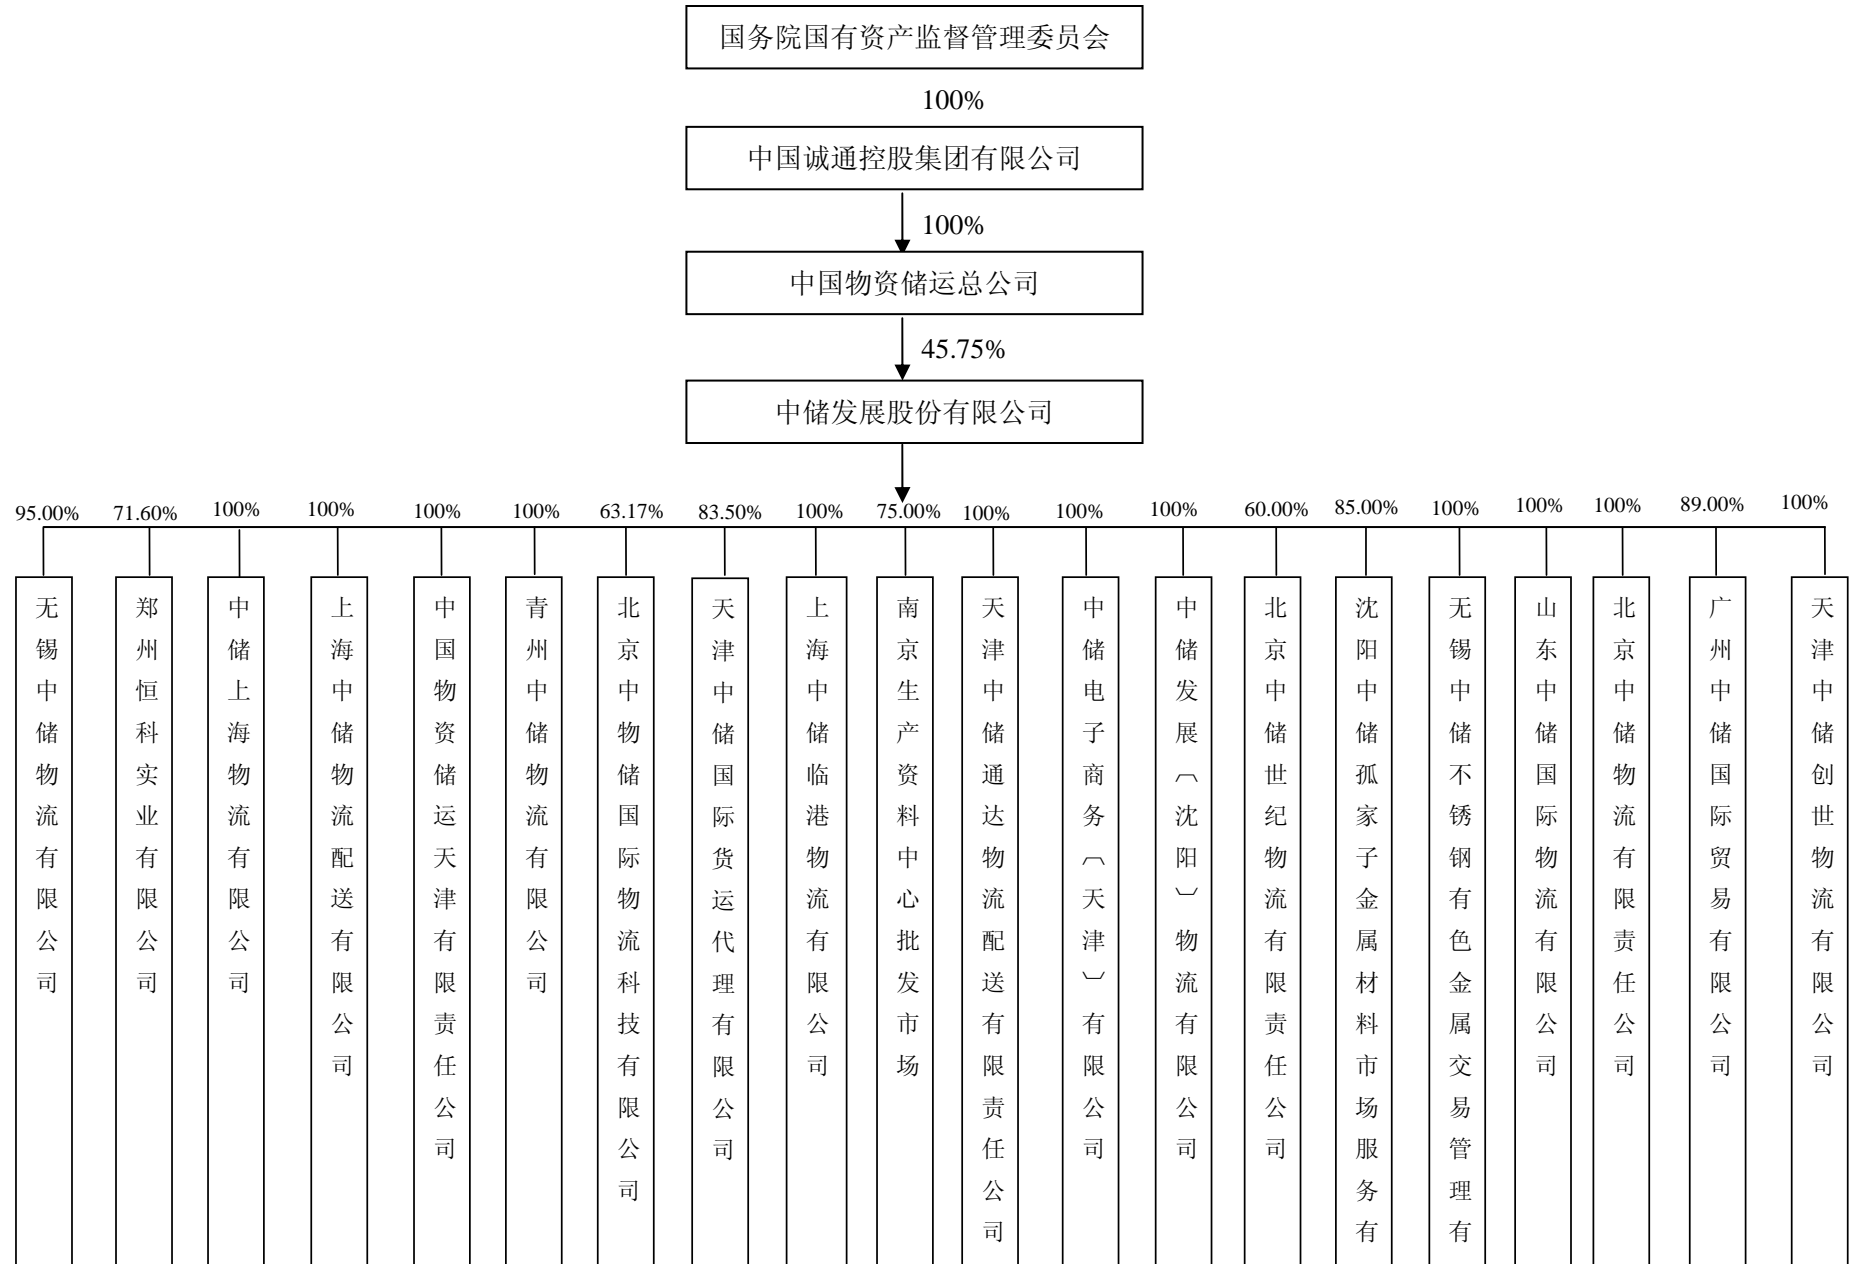 国务院国有资产监督管理委员会
100%
中国诚通控股集团有限公司
100%
中国物资储运总公司
45.75%
中储发展股份有限公司
95.00%
71.60%
100%
100%
100%
100%
63.17%
83.50%
100%
75.00%
100%
100%
100%
60.00%
85.00%
100%
100%
100%
89.00%
100%
无锡中储物流有限公司
郑州恒科实业有限公司
中储上海物流有限公司
上海中储物流配送有限公司
中国物资储运天津有限责任公司
青州中储物流有限公司
北京中物储国际物流科技有限公司
天津中储国际货运代理有限公司
上海中储临港物流有限公司
南京生产资料中心批发市场
天津中储通达物流配送有限责任公司
中储电子商务︹天津︺有限公司
中储发展︹沈阳︺物流有限公司
北京中储世纪物流有限责任公司
沈阳中储孤家子金属材料市场服务有
无锡中储不锈钢有色金属交易管理有
山东中储国际物流有限公司
北京中储物流有限责任公司
广州中储国际贸易有限公司
天津中储创世物流有限公司